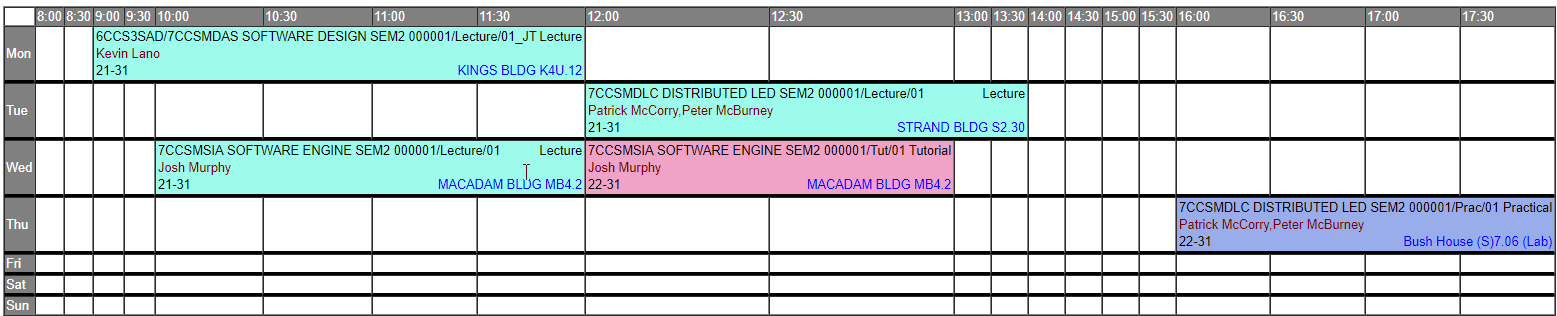 8:00 8:30 9:00 9:30 10:00 10:30 11:00 11:30 12:00 12:30 13:00 13:30 14:00 14:30 15:00 15:30 16:00 16:30 17:00 17:30
Mon
6CCS3SAD/7CCSMDAS SOFTWARE DESIGN SEM2 000001/Lecture/01_JT Lecture
Kevin Lano
21-31 KINGS BLDG K4U.12
Tue
7CCSMDLC DISTRIBUTED LED SEM2 000001/Lecture/01 Lecture
Patrick McCorry,Peter McBurney
21-31 STRAND BLDG S2.30
Wed
7CCSMSIA SOFTWARE ENGINE SEM2 000001/Lecture/01 Lecture
Josh Murphy
21-31 MACADAM BLDG MB4.2
7CCSMSIA SOFTWARE ENGINE SEM2 000001/Tut/01 Tutorial
Josh Murphy
22-31 MACADAM BLDG MB4.2
Thu
7CCSMDLC DISTRIBUTED LED SEM2 000001/Prac/01 Practical
Patrick McCorry,Peter McBurney
22-31 Bush House (S)7.06 (Lab)
Fri
Sat
Sun